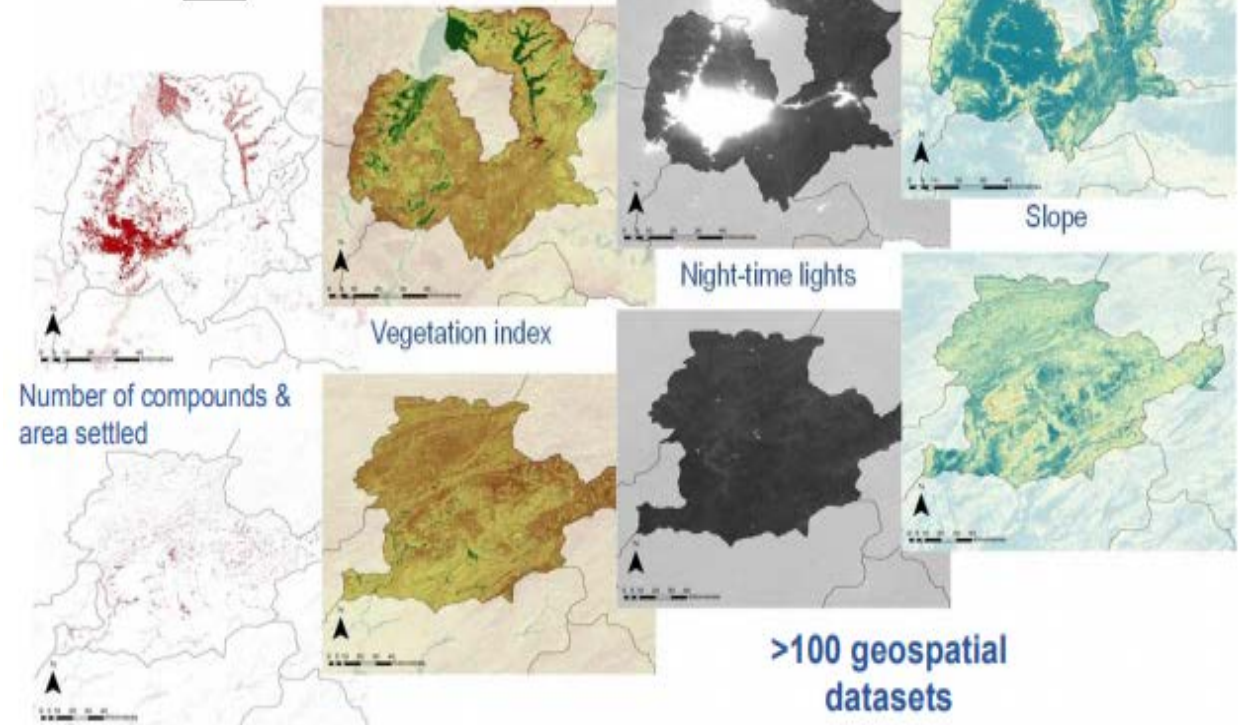 Slope
Night-time lights
Vegetation index
Number of compounds &
area settled
>100 geospatial
datasets